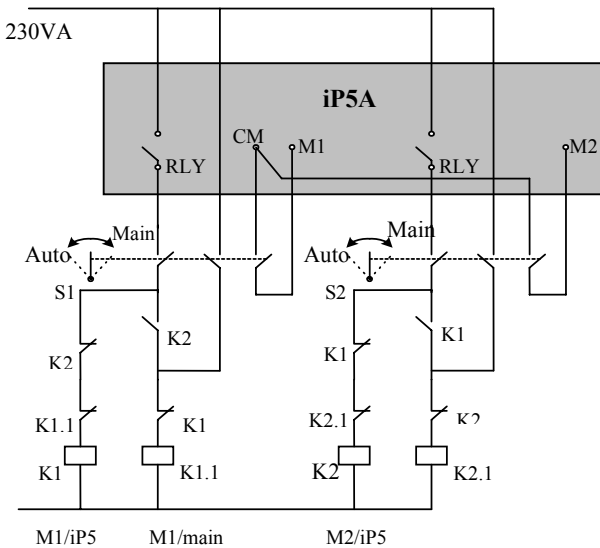 230VA
iP5A
CM
M1
M2
RLY
RLY
Auto
Main
Auto
Main
S1
S2
K2
K2
K1
K1
K1.1
K1
K2.1
K2
K1
K1.1
K2
K2.1
M1/iP5
M1/main
M2/iP5